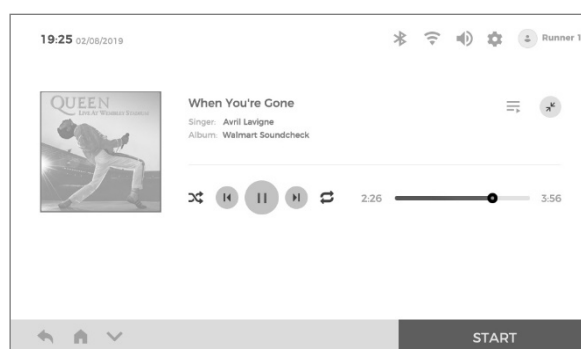 19:25 02/08/2019
Runner 1
QUEEN
LIVE AT WEMBLEY STADIUM
When You're Gone
Singer: Avril Lavigne
Album: Walmart Soundcheck
2:26
3:56
START